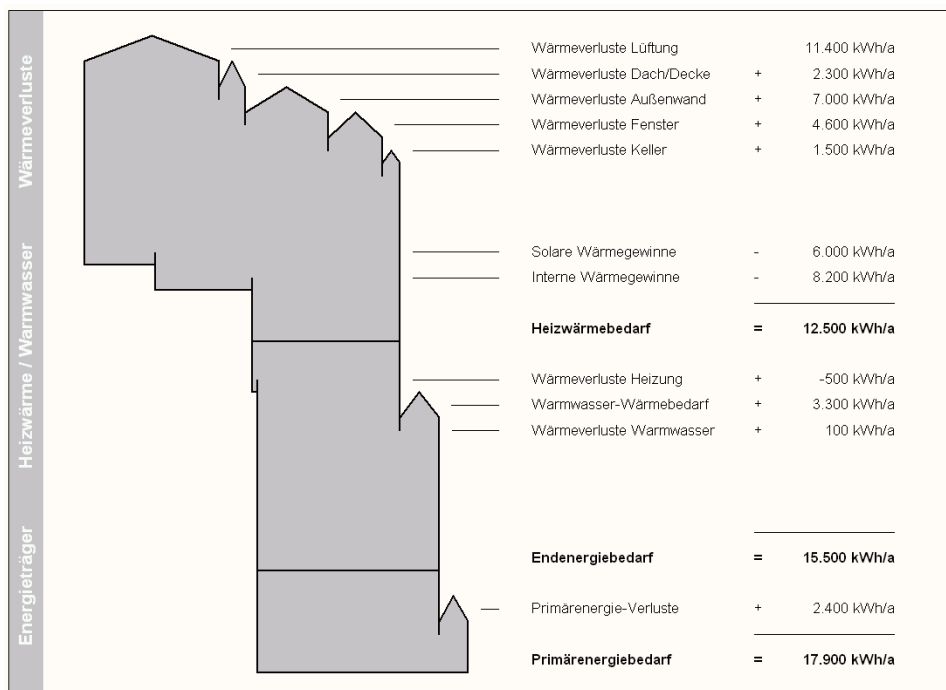 Wärmeverluste
Wärmeverluste Lüftung 11.400 kWh/a
Wärmeverluste Dach/Decke + 2.300 kWh/a
Wärmeverluste Außenwand + 7.000 kWh/a
Wärmeverluste Fenster + 4.600 kWh/a
Wärmeverluste Keller + 1.500 kWh/a
Heizwärme / Warmwasser
Solare Wärmegewinne - 6.000 kWh/a
Interne Wärmegewinne - 8.200 kWh/a
Heizwärmebedarf = 12.500 kWh/a
Wärmeverluste Heizung + -500 kWh/a
Warmwasser-Wärmebedarf + 3.300 kWh/a
Wärmeverluste Warmwasser + 100 kWh/a
Energieträger
Endenergiebedarf = 15.500 kWh/a
Primärenergie-Verluste + 2.400 kWh/a
Primärenergiebedarf = 17.900 kWh/a